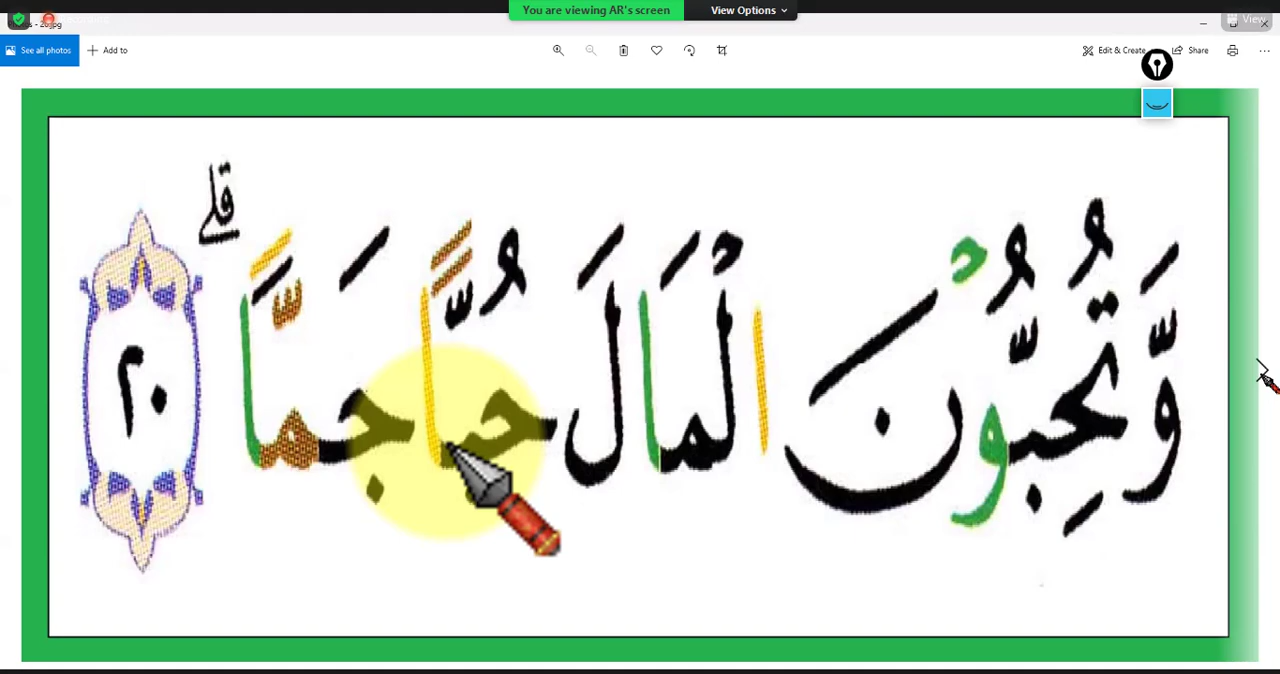 You are viewing AR's screen
View Options
View
See all photos
Add to
Edit & Create
Share
وَّتُحِبُّوْنَ الْمَالَ حُبًّا جَمًّا ۗ ٢٠
قلے